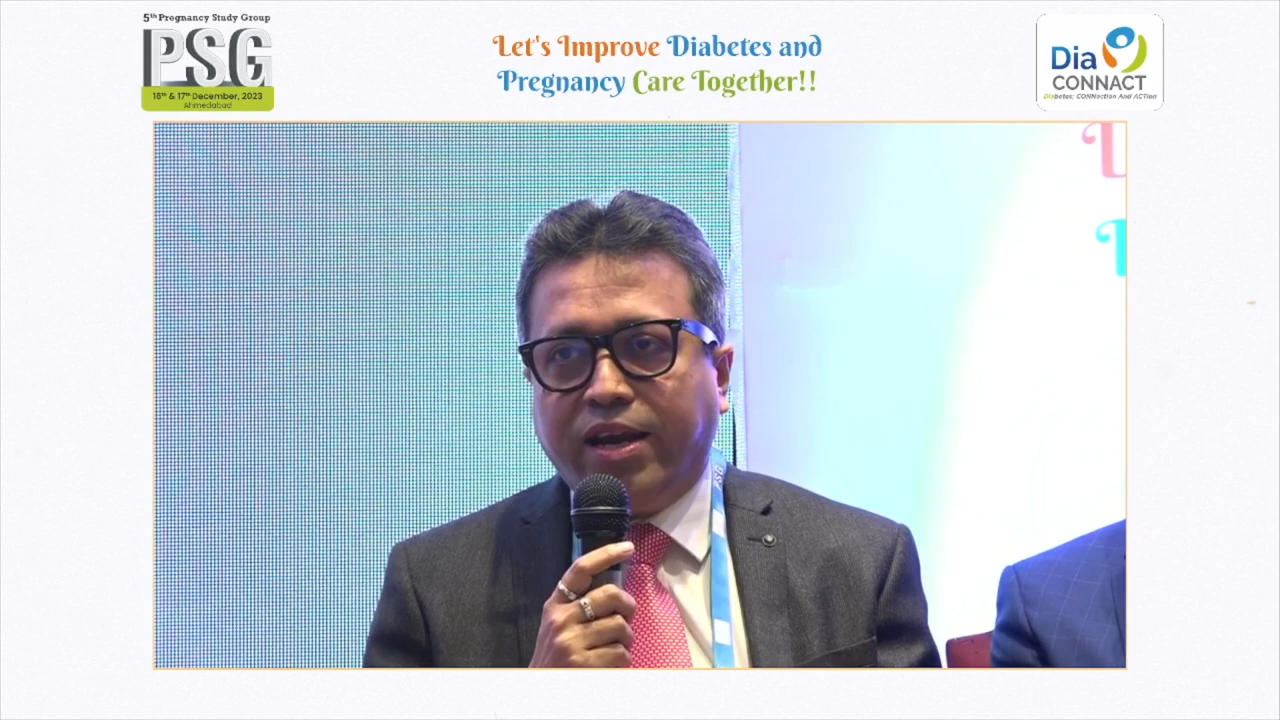 5th Pregnancy Study Group
PSG
16th & 17th December, 2023
Ahmedabad
Let's Improve Diabetes and
Pregnancy Care Together!!
Dia
CONNACT
Diabetes: CONNection And ACTion
PSG